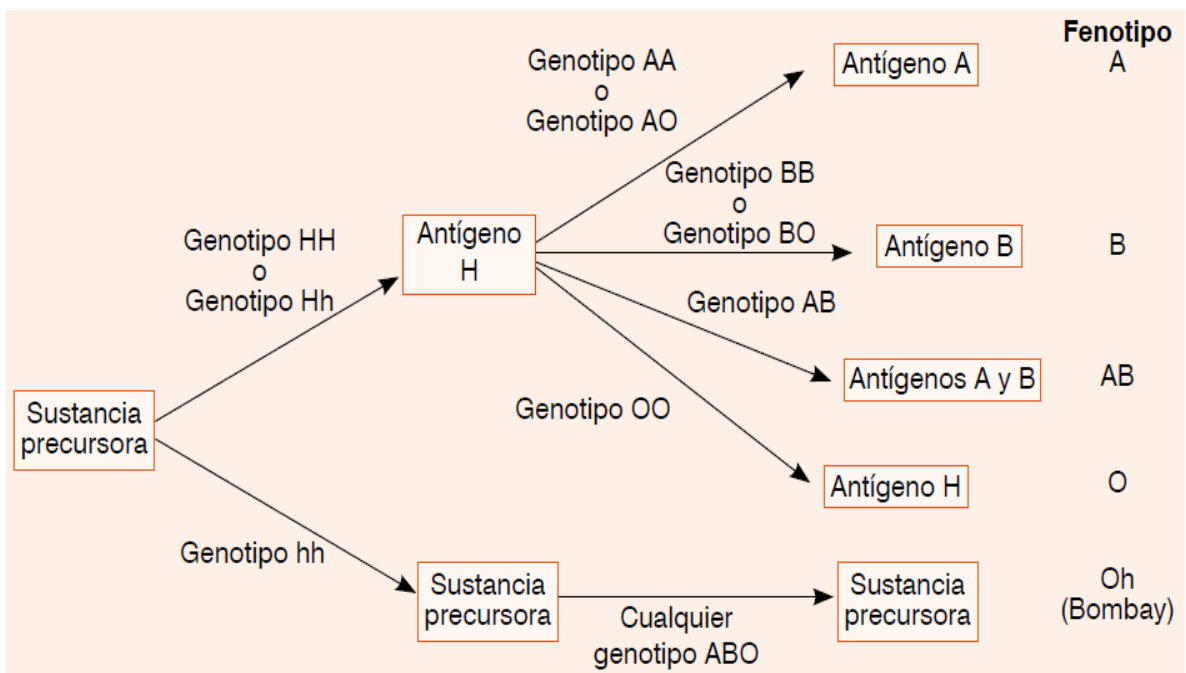 Fenotipo
Genotipo AA
o
Genotipo AO
Antígeno A
A
Genotipo BB
o
Genotipo BO
Antígeno B
B
Genotipo HH
o
Genotipo Hh
Antígeno
H
Genotipo AB
Antígenos A y B
AB
Sustancia
precursora
Genotipo OO
Antígeno H
O
Genotipo hh
Sustancia
precursora
Cualquier
genotipo ABO
Sustancia
precursora
Oh
(Bombay)